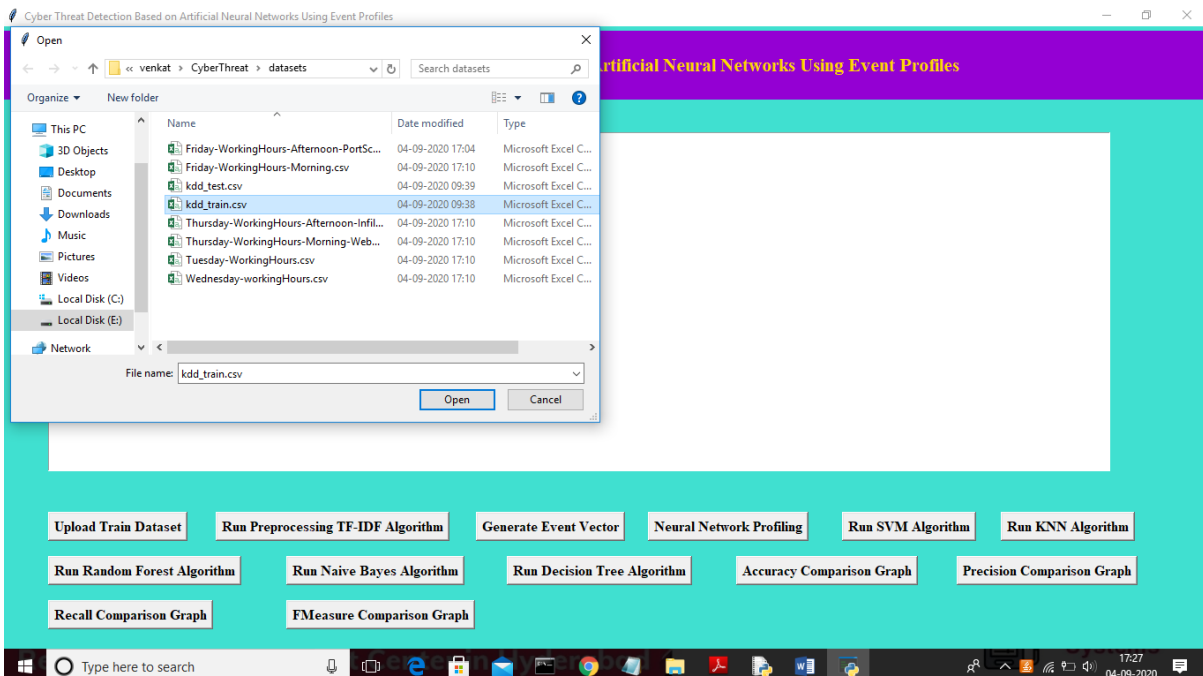 Cyber Threat Detection Based on Artificial Neural Networks Using Event Profiles
Open
rtificial Neural Networks Using Event Profiles
« venkat › CyberThreat › datasets
Search datasets
Organize
New folder
This PC
3D Objects
Desktop
Documents
Downloads
Music
Pictures
Videos
Local Disk (C:)
Local Disk (E:)
Network
Name Date modified Type
Friday-WorkingHours-Afternoon-PortSc... 04-09-2020 17:04 Microsoft Excel C...
Friday-WorkingHours-Morning.csv 04-09-2020 17:10 Microsoft Excel C...
kdd_test.csv 04-09-2020 09:39 Microsoft Excel C...
kdd_train.csv 04-09-2020 09:38 Microsoft Excel C...
Thursday-WorkingHours-Afternoon-Infil... 04-09-2020 17:10 Microsoft Excel C...
Thursday-WorkingHours-Morning-Web... 04-09-2020 17:10 Microsoft Excel C...
Tuesday-WorkingHours.csv 04-09-2020 17:10 Microsoft Excel C...
Wednesday-workingHours.csv 04-09-2020 17:10 Microsoft Excel C...
File name: kdd_train.csv
Open Cancel
Upload Train Dataset Run Preprocessing TF-IDF Algorithm Generate Event Vector Neural Network Profiling Run SVM Algorithm Run KNN Algorithm
Run Random Forest Algorithm Run Naive Bayes Algorithm Run Decision Tree Algorithm Accuracy Comparison Graph Precision Comparison Graph
Recall Comparison Graph FMeasure Comparison Graph
Type here to search
17:27
04-09-2020